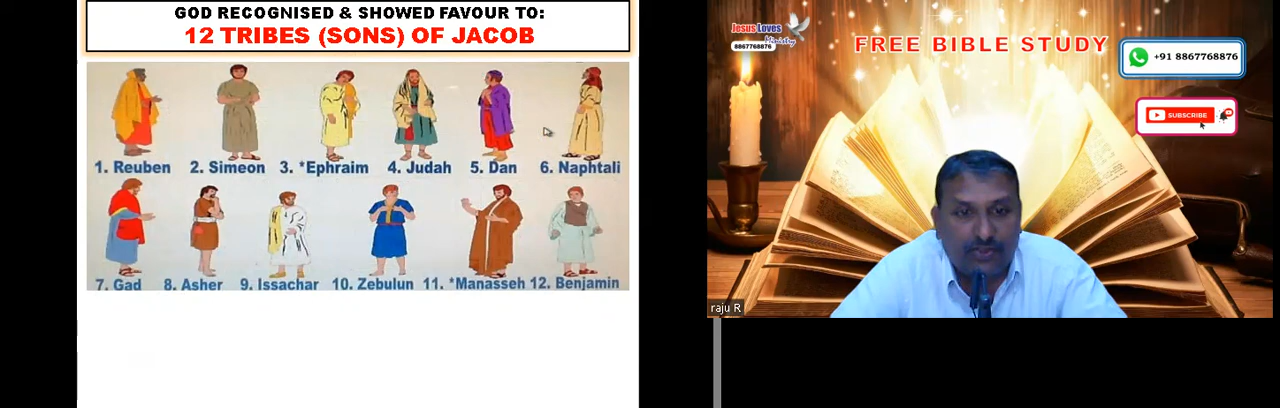 GOD RECOGNISED & SHOWED FAVOUR TO:
12 TRIBES (SONS) OF JACOB
1. Reuben 2. Simeon 3. *Ephraim 4. Judah 5. Dan 6. Naphtali
7. Gad 8. Asher 9. Issachar 10. Zebulun 11. *Manasseh 12. Benjamin
Jesus Loves
Ministry
8867768876
FREE BIBLE STUDY
+91 8867768876
SUBSCRIBE
raju R